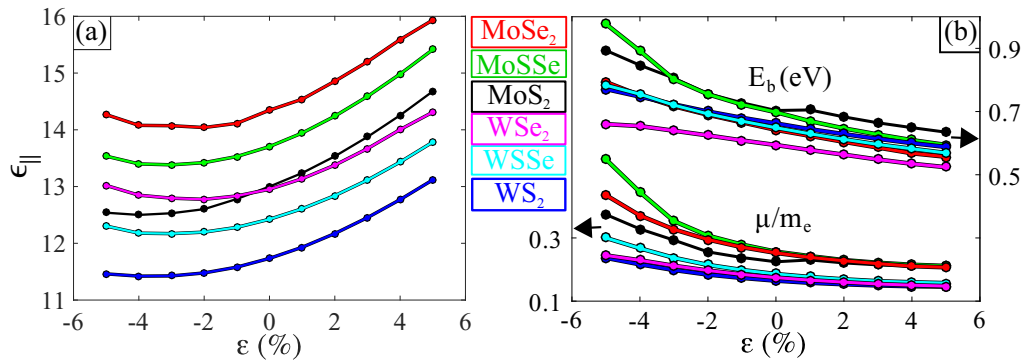 (a)
16
15
14
13
12
11
ϵ||
-6 -4 -2 0 2 4 6
ε (%)
MoSe₂
MoSSe
MoS₂
WSe₂
WSSe
WS₂
(b)
E_b (eV)
μ/m_e
0.9
0.7
0.5
0.3
0.1
-6 -4 -2 0 2 4 6
ε (%)